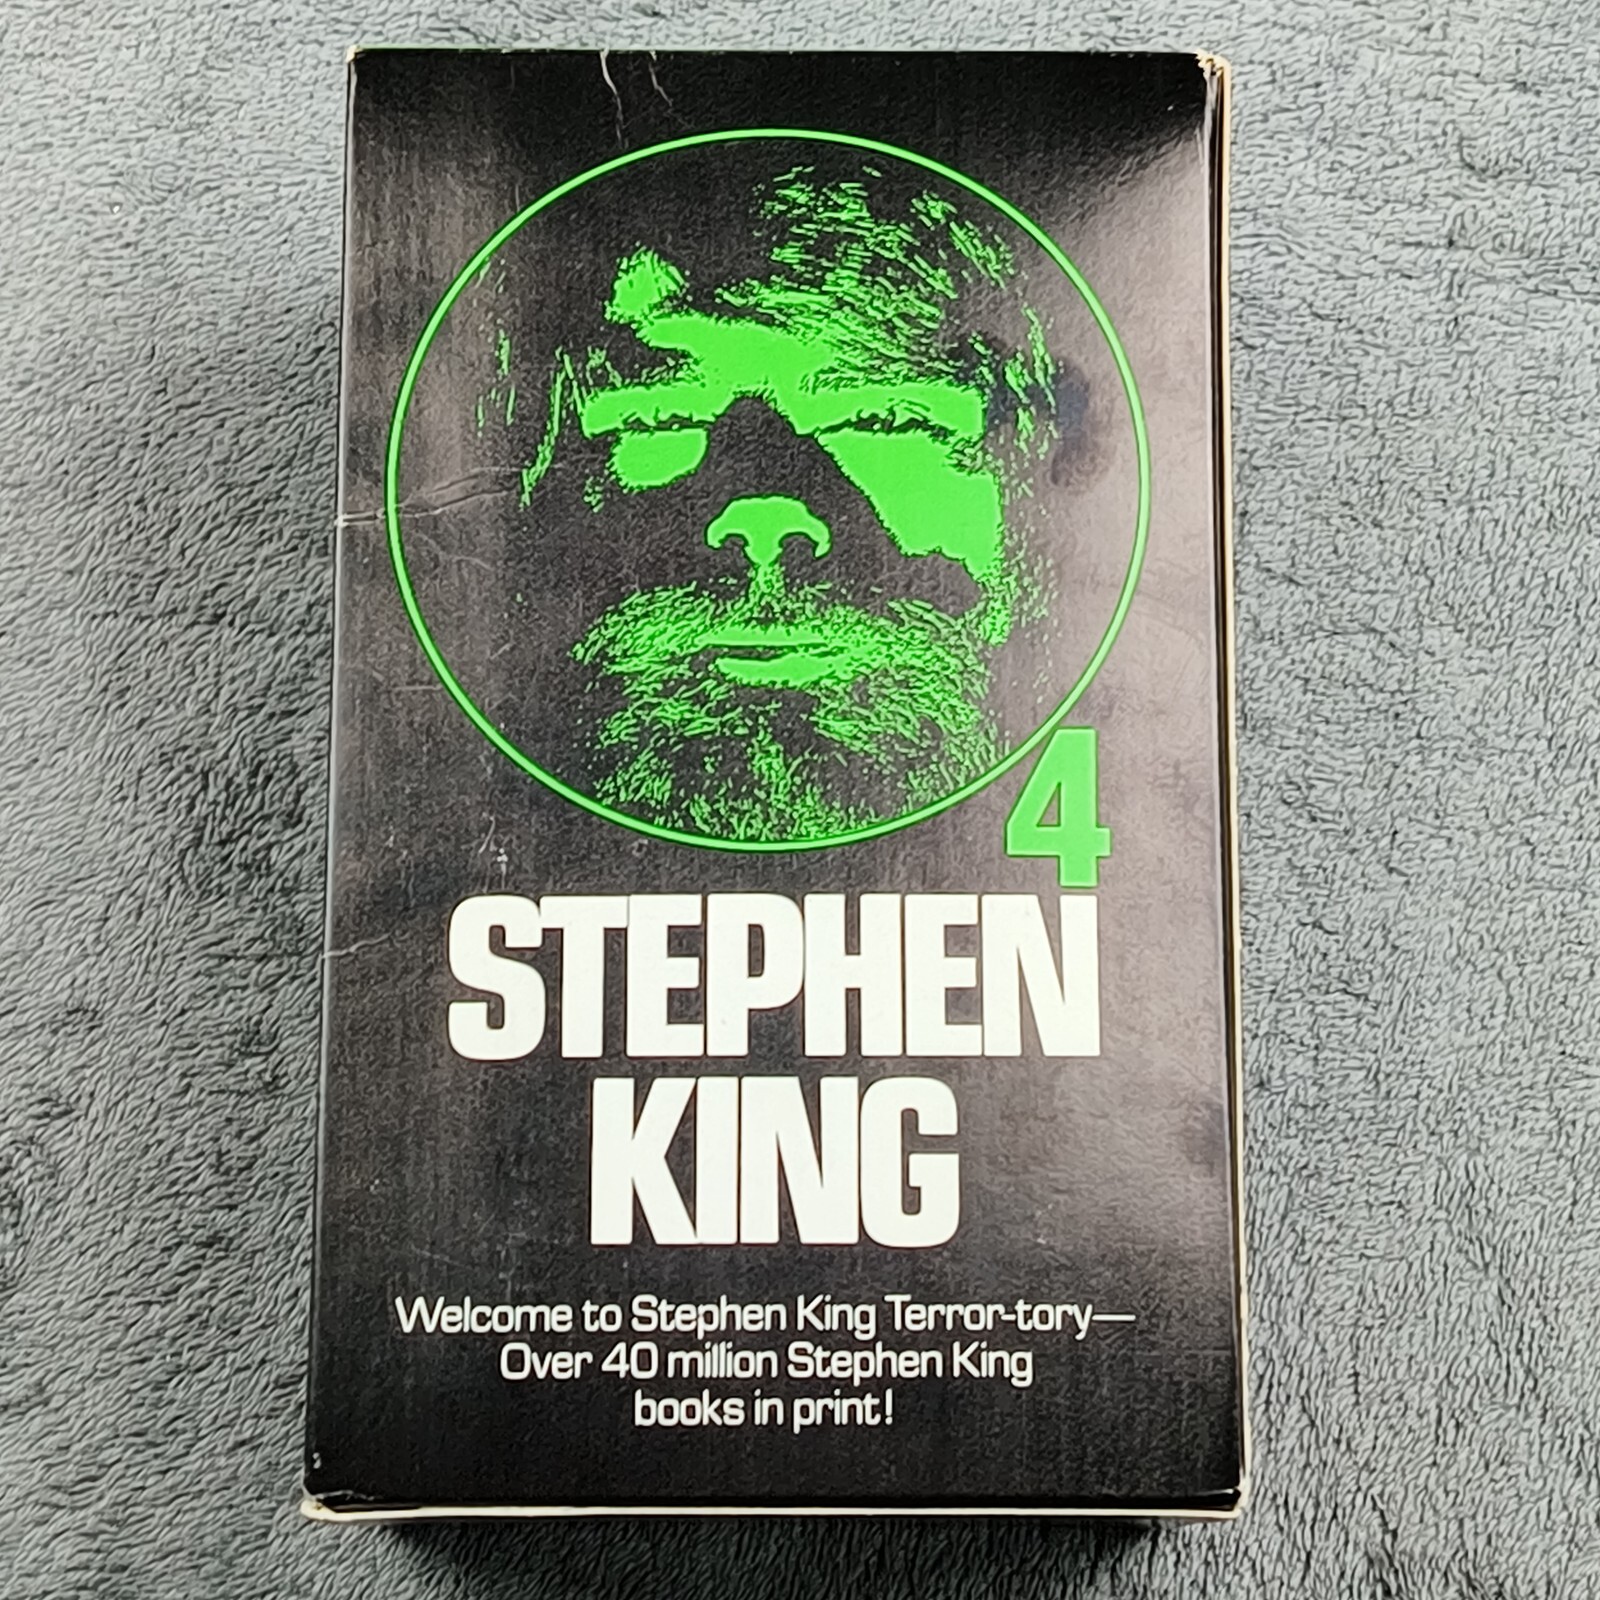 4
STEPHEN
KING
Welcome to Stephen King Terror-tory—
Over 40 million Stephen King
books in print!